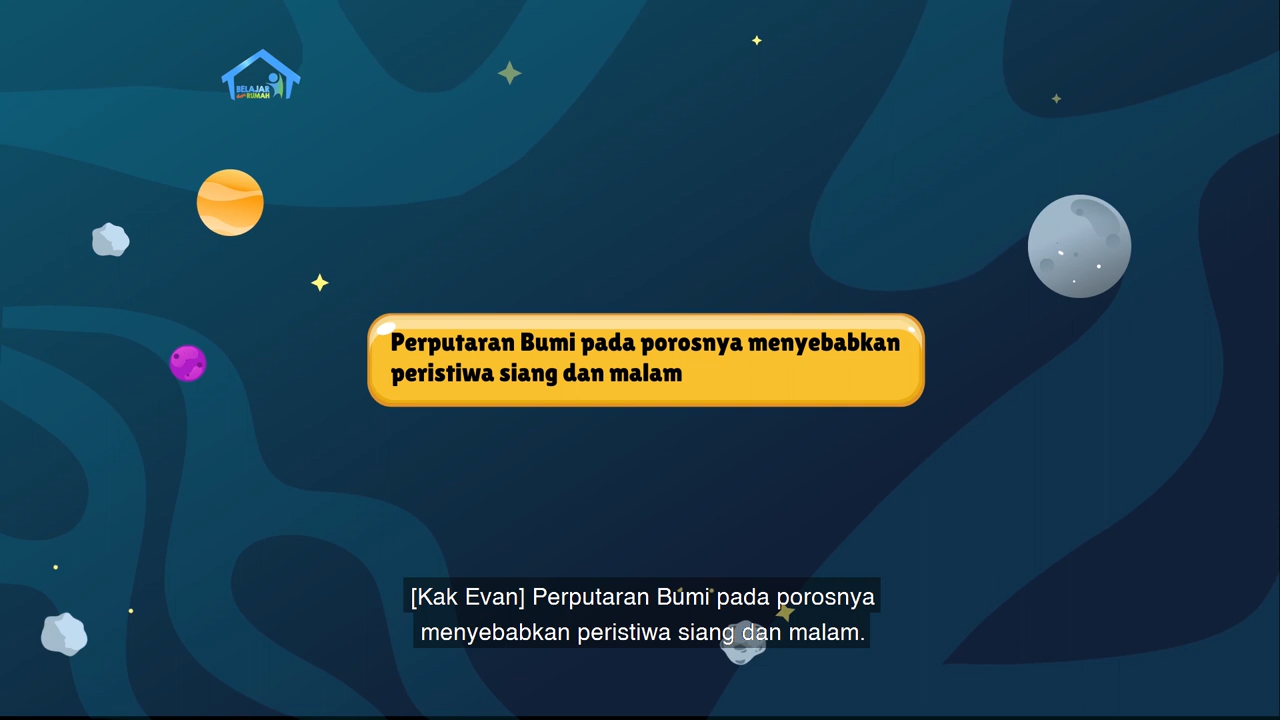 BELAJAR
dari RUMAH
Perputaran Bumi pada porosnya menyebabkan
peristiwa siang dan malam
[Kak Evan] Perputaran Bumi pada porosnya
menyebabkan peristiwa siang dan malam.